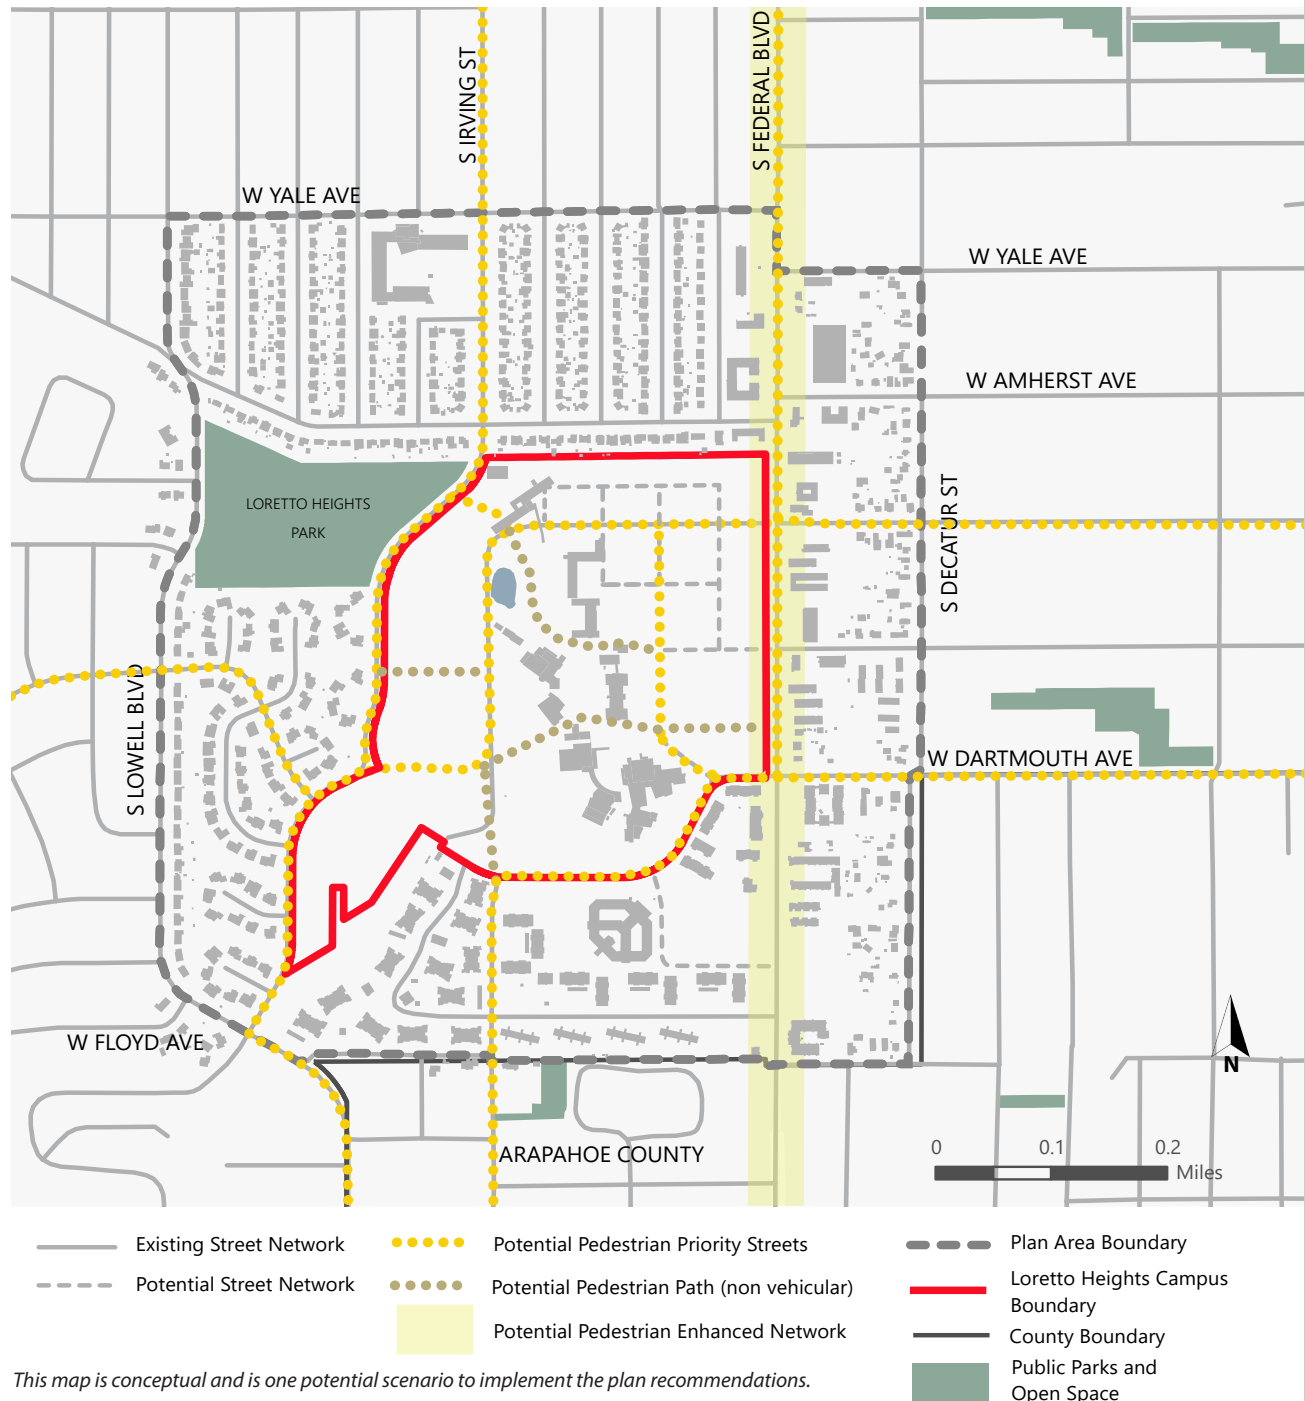 S IRVING ST
S FEDERAL BLVD
W YALE AVE
W YALE AVE
W AMHERST AVE
LORETTO HEIGHTS
PARK
S DECATUR ST
S LOWELL BLVD
W DARTMOUTH AVE
W FLOYD AVE
N
ARAPAHOE COUNTY
0 0.1 0.2
Miles
Existing Street Network
Potential Street Network
Potential Pedestrian Priority Streets
Potential Pedestrian Path (non vehicular)
Potential Pedestrian Enhanced Network
Plan Area Boundary
Loretto Heights Campus
Boundary
County Boundary
Public Parks and
Open Space
This map is conceptual and is one potential scenario to implement the plan recommendations.